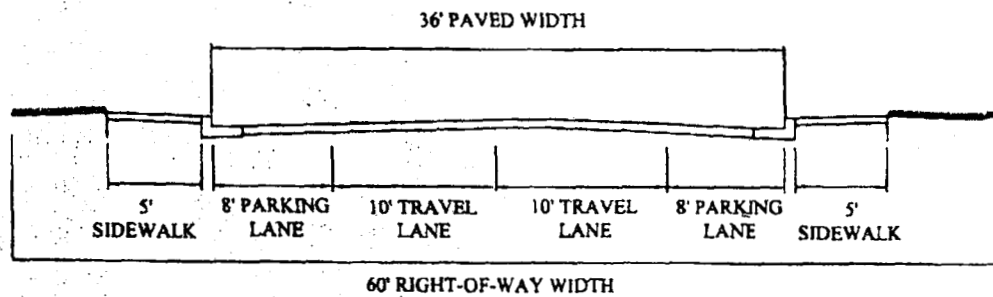 36' PAVED WIDTH
5'
SIDEWALK
8' PARKING
LANE
10' TRAVEL
LANE
10' TRAVEL
LANE
8' PARKING
LANE
5'
SIDEWALK
60' RIGHT-OF-WAY WIDTH